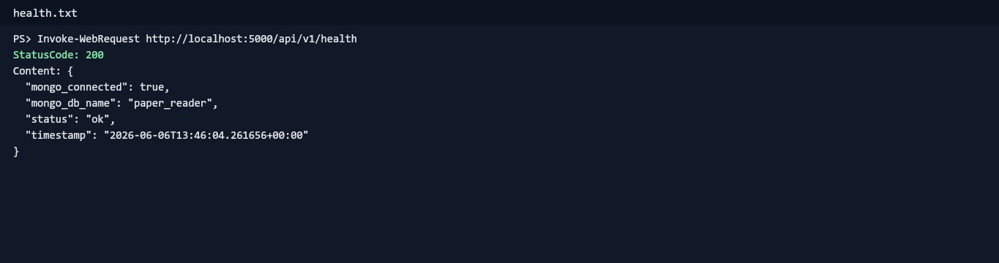 health.txt
PS> Invoke-WebRequest http://localhost:5000/api/v1/health
StatusCode: 200
Content: {
  "mongo_connected": true,
  "mongo_db_name": "paper_reader",
  "status": "ok",
  "timestamp": "2026-06-06T13:46:04.261656+00:00"
}